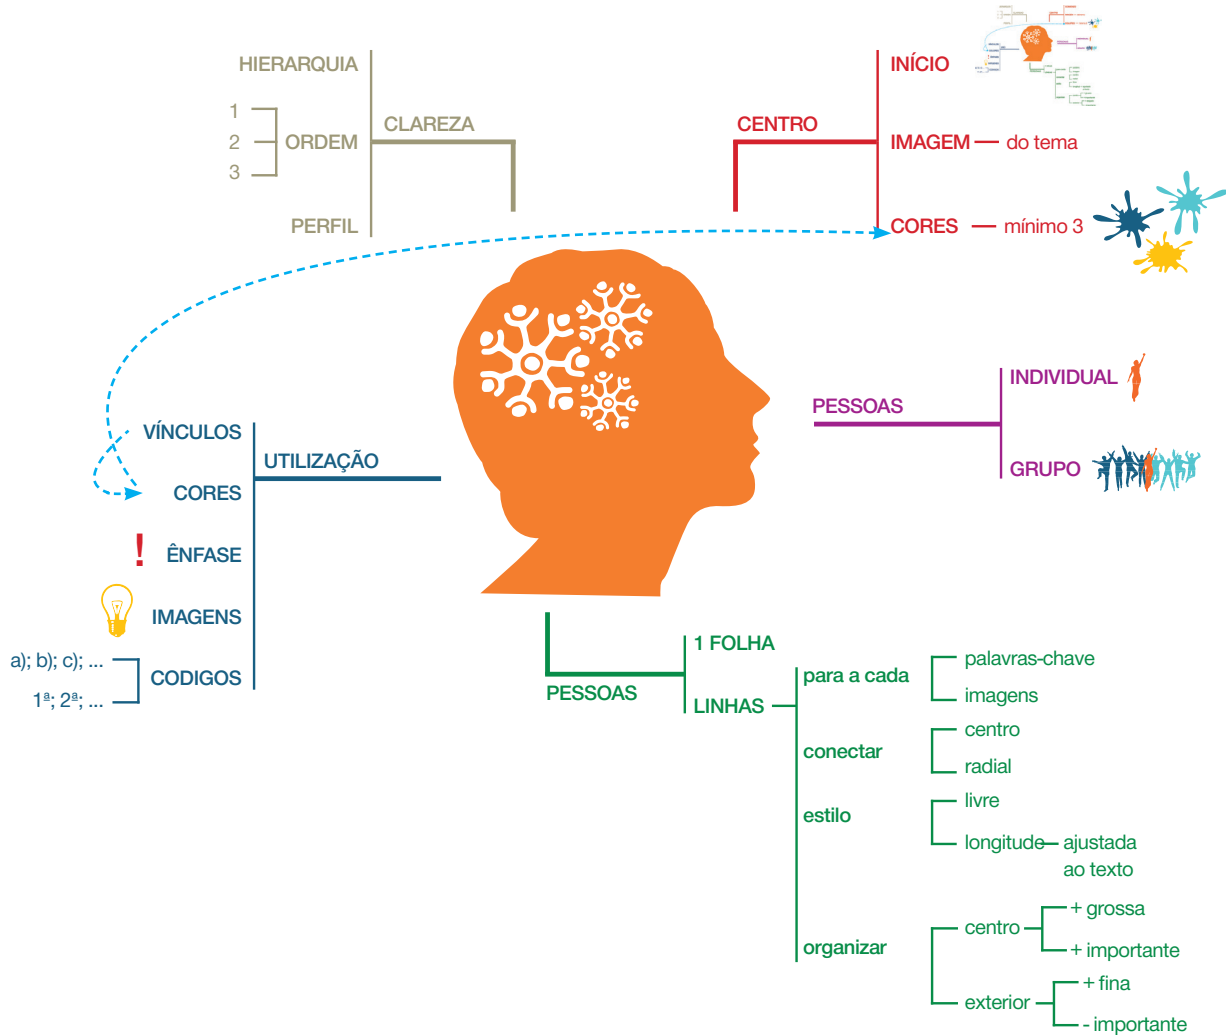 HIERARQUIA
1
2
3
ORDEM
PERFIL
CLAREZA
CENTRO
INÍCIO
IMAGEM
do tema
CORES
mínimo 3
PESSOAS
INDIVIDUAL
GRUPO
UTILIZAÇÃO
VÍNCULOS
CORES
! ÊNFASE
IMAGENS
CODIGOS
a); b); c); ...
1ª; 2ª; ...
PESSOAS
1 FOLHA
LINHAS
para a cada
palavras-chave
imagens
conectar
centro
radial
estilo
livre
longitude
ajustada
ao texto
organizar
centro
+ grossa
+ importante
exterior
+ fina
- importante